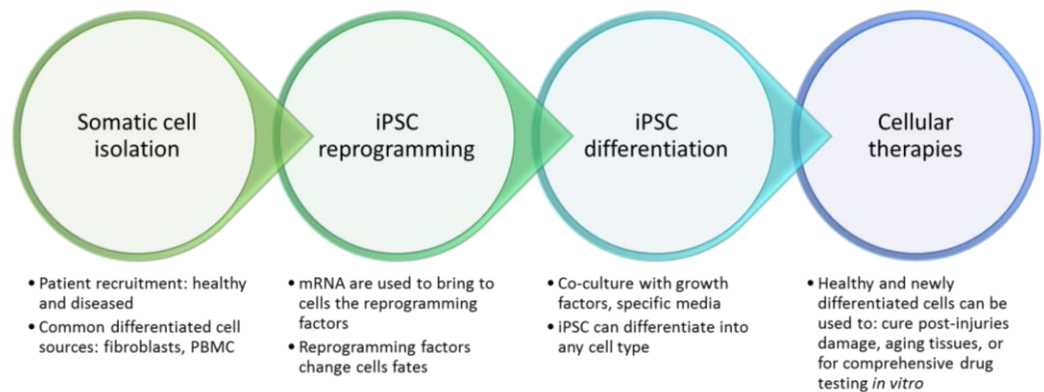 Somatic cell
isolation
iPSC
reprogramming
iPSC
differentiation
Cellular
therapies
• Patient recruitment: healthy
and diseased
• Common differentiated cell
sources: fibroblasts, PBMC
• mRNA are used to bring to
cells the reprogramming
factors
• Reprogramming factors
change cells fates
• Co-culture with growth
factors, specific media
• iPSC can differentiate into
any cell type
• Healthy and newly
differentiated cells can be
used to: cure post-injuries
damage, aging tissues, or
for comprehensive drug
testing in vitro